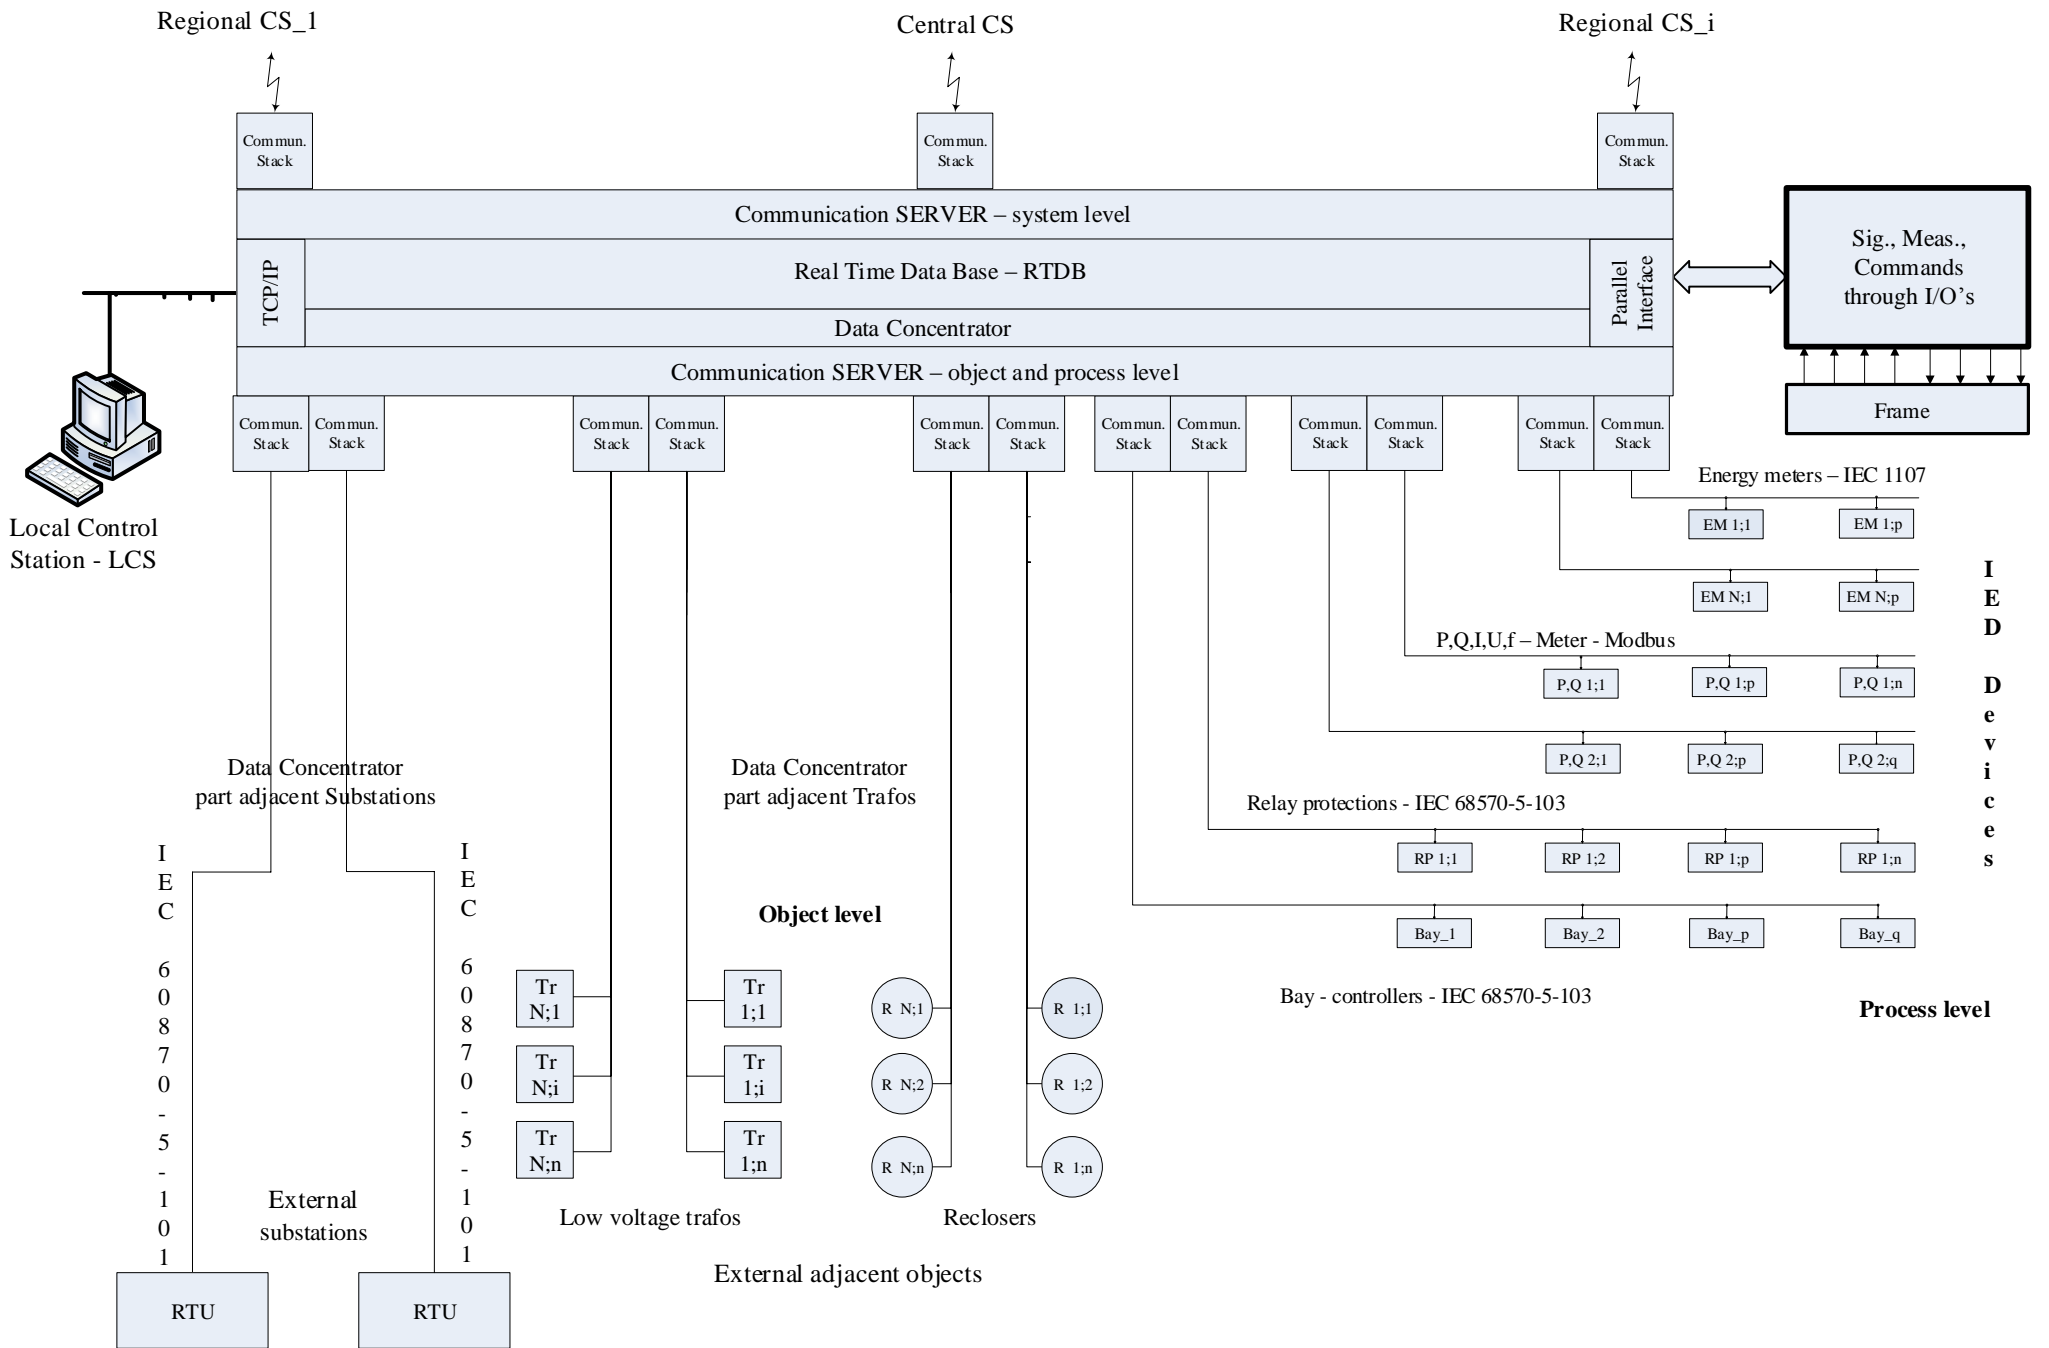 Regional CS_1
Central CS
Regional CS_i
Commun.
Stack
Commun.
Stack
Commun.
Stack
Communication SERVER – system level
TCP/IP
Real Time Data Base – RTDB
Data Concentrator
Parallel
Interface
Sig., Meas.,
Commands
through I/O's
Communication SERVER – object and process level
Frame
Commun.
Stack
Commun.
Stack
Commun.
Stack
Commun.
Stack
Commun.
Stack
Commun.
Stack
Commun.
Stack
Commun.
Stack
Commun.
Stack
Commun.
Stack
Commun.
Stack
Commun.
Stack
Local Control
Station - LCS
Energy meters – IEC 1107
EM 1;1
EM 1;p
EM N;1
EM N;p
P,Q,I,U,f – Meter - Modbus
P,Q 1;1
P,Q 1;p
P,Q 1;n
P,Q 2;1
P,Q 2;p
P,Q 2;q
IED Devices
Data Concentrator
part adjacent Substations
Data Concentrator
part adjacent Trafos
Relay protections - IEC 68570-5-103
RP 1;1
RP 1;2
RP 1;p
RP 1;n
IEC 60870-5-101
IEC 60870-5-101
Object level
Bay_1
Bay_2
Bay_p
Bay_q
Bay - controllers - IEC 68570-5-103
Process level
Tr
N;1
Tr
1;1
R N;1
R 1;1
Tr
N;i
Tr
1;i
R N;2
R 1;2
Tr
N;n
Tr
1;n
R N;n
R 1;n
External
substations
Low voltage trafos
Reclosers
External adjacent objects
RTU
RTU